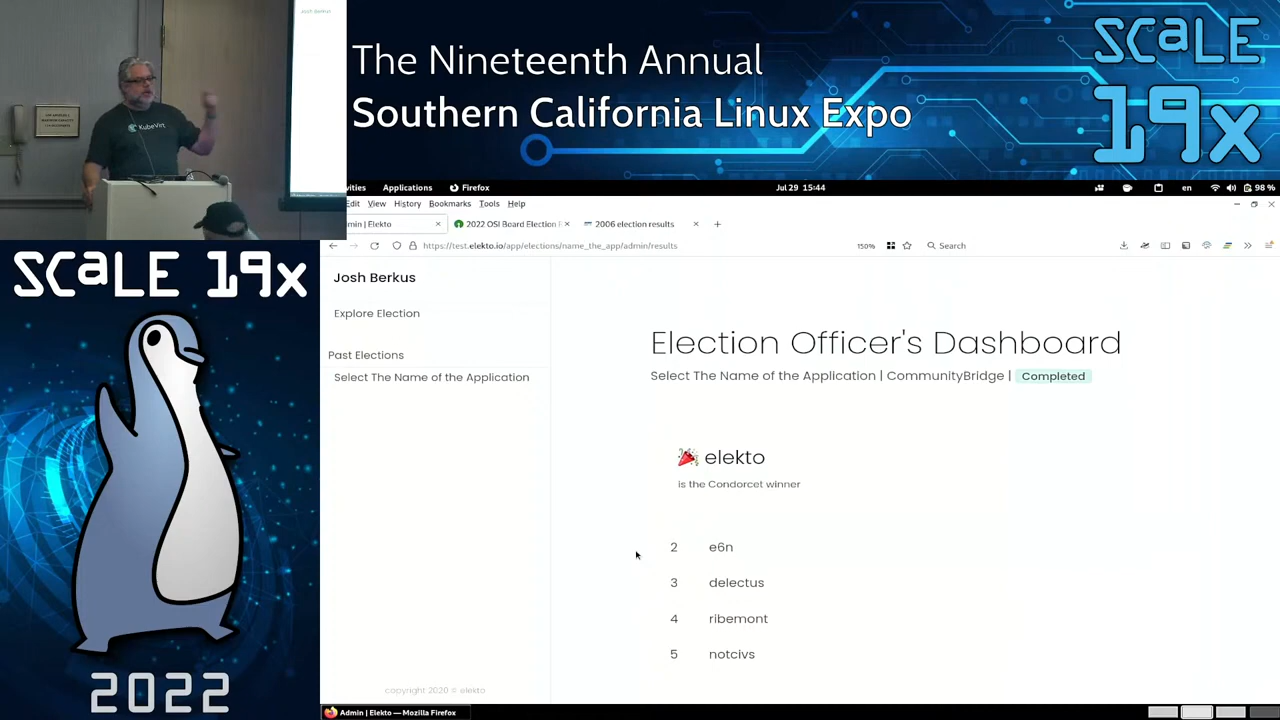 Josh Berkus
The Nineteenth Annual
Southern California Linux Expo
SCaLE
19x
KubeVirt
vities Applications Firefox Jul 29 15:44 en 98 %
Edit View History Bookmarks Tools Help
min | Elekto 2022 OSI Board Election 2006 election results
https://test.elekto.io/app/elections/name_the_app/admin/results 150% Search
SCaLE 19x
Josh Berkus
Explore Election
Past Elections
Select The Name of the Application
Election Officer's Dashboard
Select The Name of the Application | CommunityBridge | Completed
elekto
is the Condorcet winner
2 e6n
3 delectus
4 ribemont
5 notcivs
copyright 2020 © elekto
2022
Admin | Elekto — Mozilla Firefox